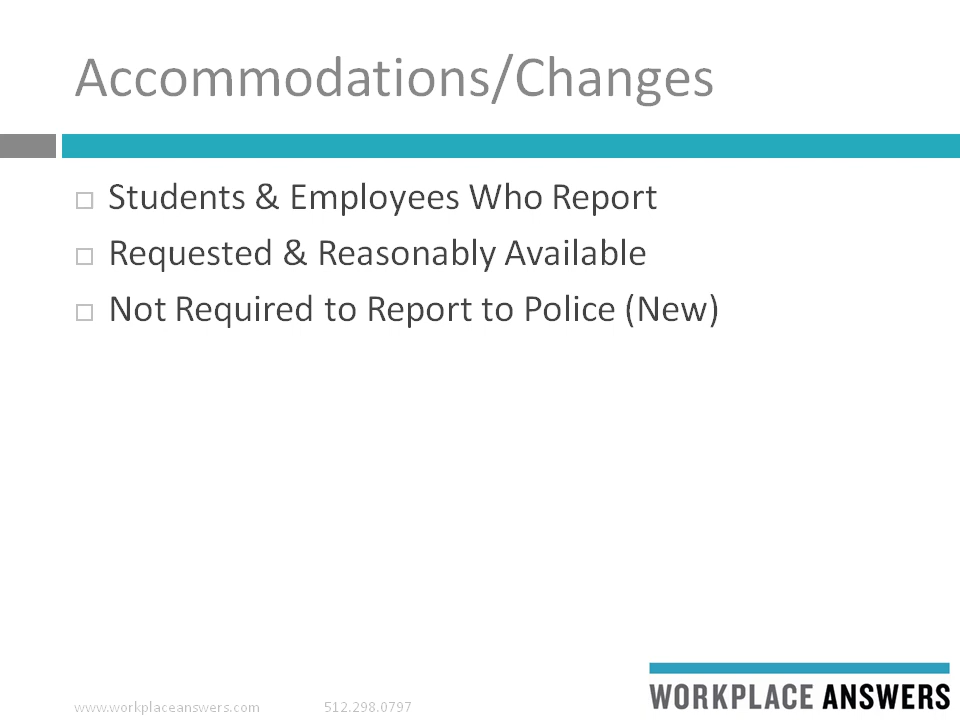 Accommodations/Changes
Students & Employees Who Report
Requested & Reasonably Available
Not Required to Report to Police (New)
www.workplaceanswers.com 512.298.0797
WORKPLACE ANSWERS